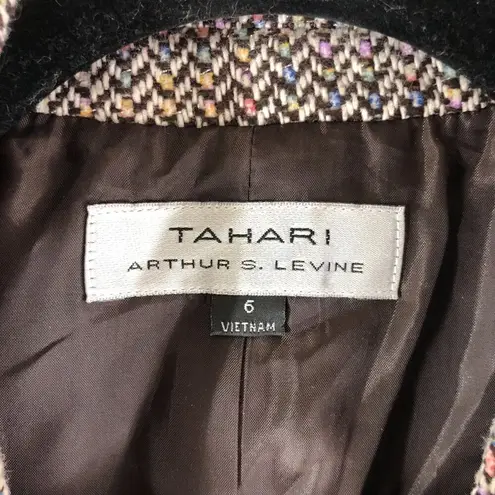 TAHARI
ARTHUR S. LEVINE
6
VIETNAM